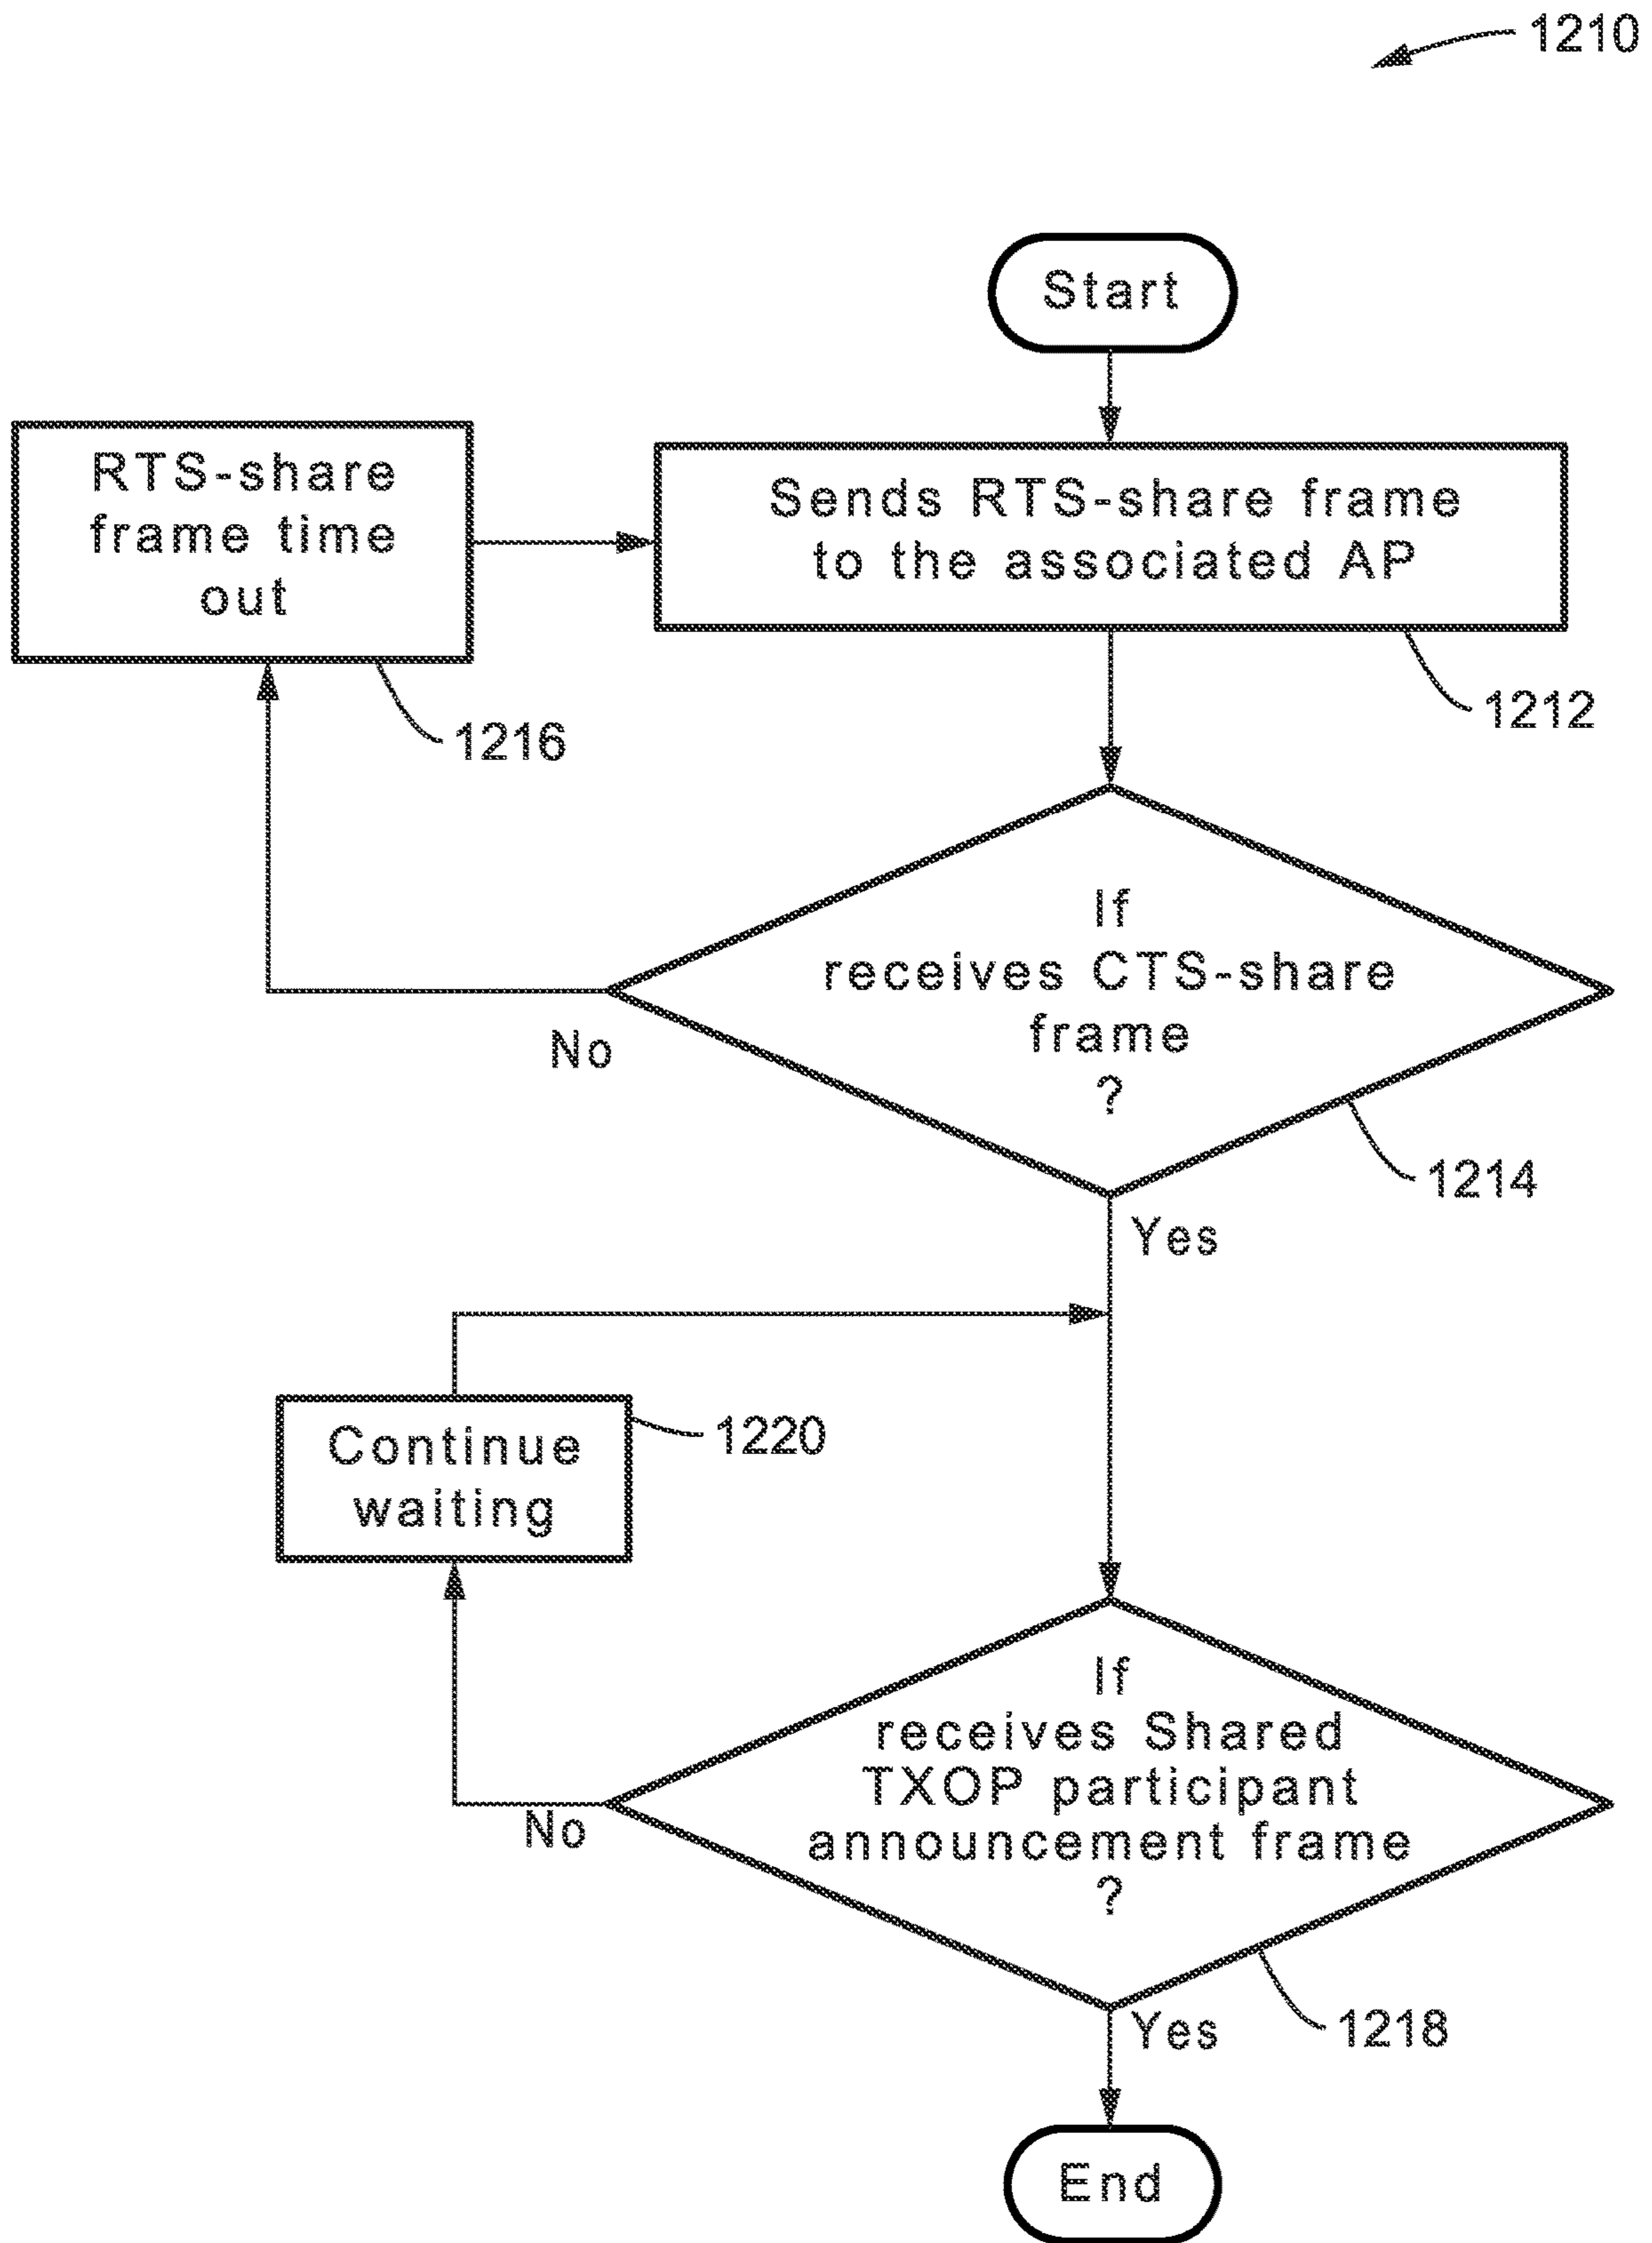 1210
Start
RTS-share
frame time
out
Sends RTS-share frame
to the associated AP
1216
1212
If
receives CTS-share
frame
?
No
1214
Yes
Continue
waiting
1220
If
receives Shared
TXOP participant
announcement frame
?
No
Yes
1218
End